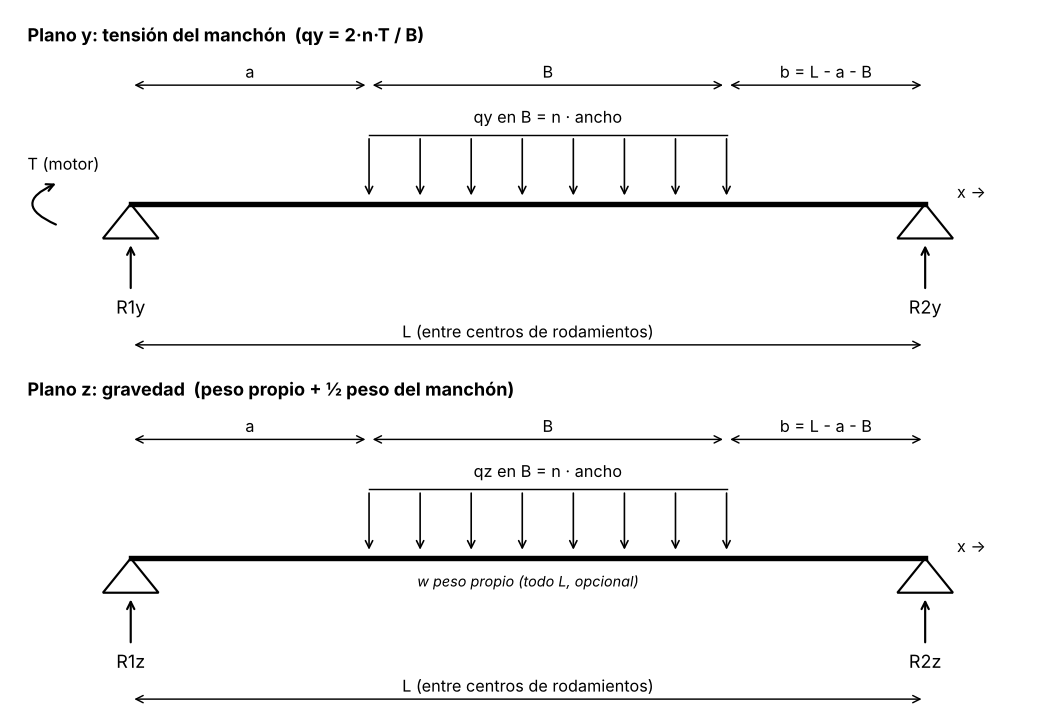 Plano y: tensión del manchón  (qy = 2·n·T / B)
a
B
b = L - a - B
qy en B = n · ancho
T (motor)
x →
R1y
R2y
L (entre centros de rodamientos)
Plano z: gravedad  (peso propio + ½ peso del manchón)
a
B
b = L - a - B
qz en B = n · ancho
x →
w peso propio (todo L, opcional)
R1z
R2z
L (entre centros de rodamientos)